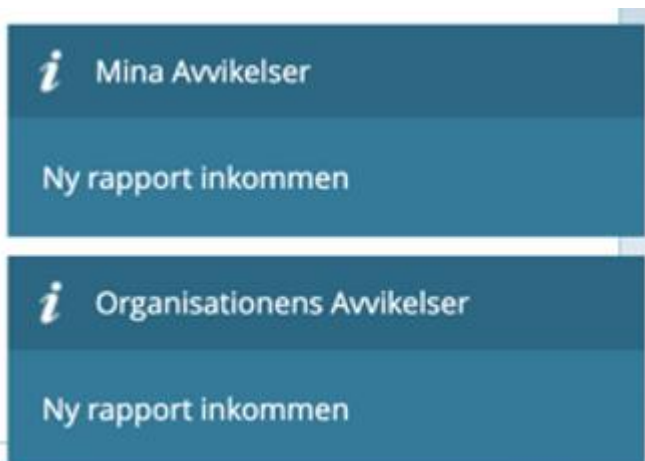 i Mina Avvikelser
Ny rapport inkommen
i Organisationens Avvikelser
Ny rapport inkommen